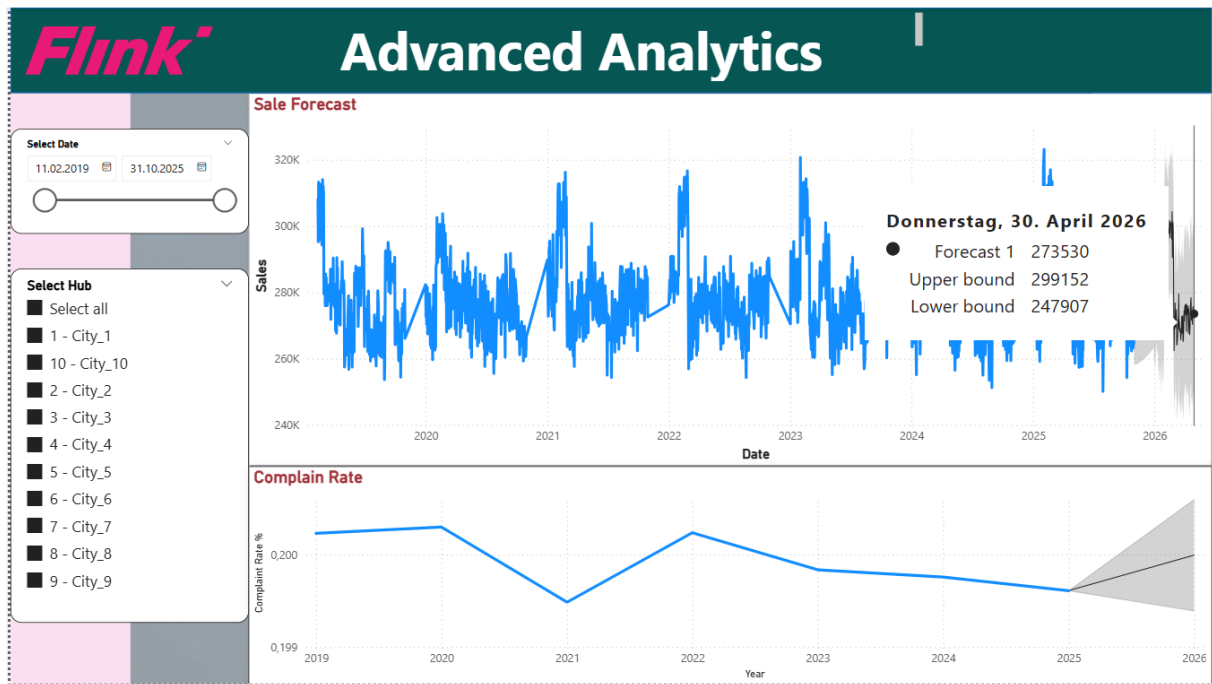 Flink
Advanced Analytics
Select Date
11.02.2019
31.10.2025
Select Hub
Select all
1 - City_1
10 - City_10
2 - City_2
3 - City_3
4 - City_4
5 - City_5
6 - City_6
7 - City_7
8 - City_8
9 - City_9
Sale Forecast
Sales
320K
300K
280K
260K
240K
2020 2021 2022 2023 2024 2025 2026
Date
Donnerstag, 30. April 2026
Forecast 1 273530
Upper bound 299152
Lower bound 247907
Complain Rate
Complaint Rate %
0,200
0,199
2019 2020 2021 2022 2023 2024 2025 2026
Year